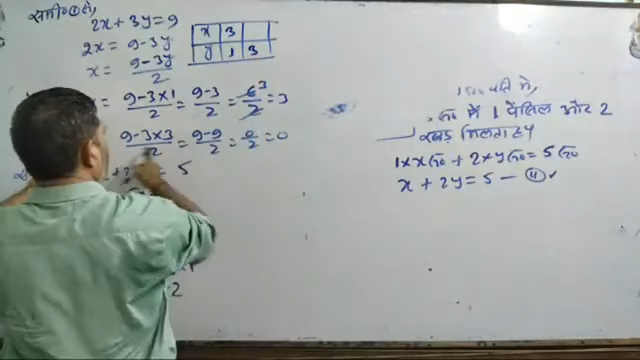 समी० ① से,
2x + 3y = 9
2x = 9-3y
x = 9-3y/2
x 3
y 1 3
= 9-3×1/2 = 9-3/2 = 6/2 = 3
9-3×3/2 = 9-9/2 = 0/2 = 0
5
2
में 1 पेंसिल और 2
रबड़ मिलता है
1×x रु० + 2×y रु० = 5 रु०
x + 2y = 5 — ⑪ ✓